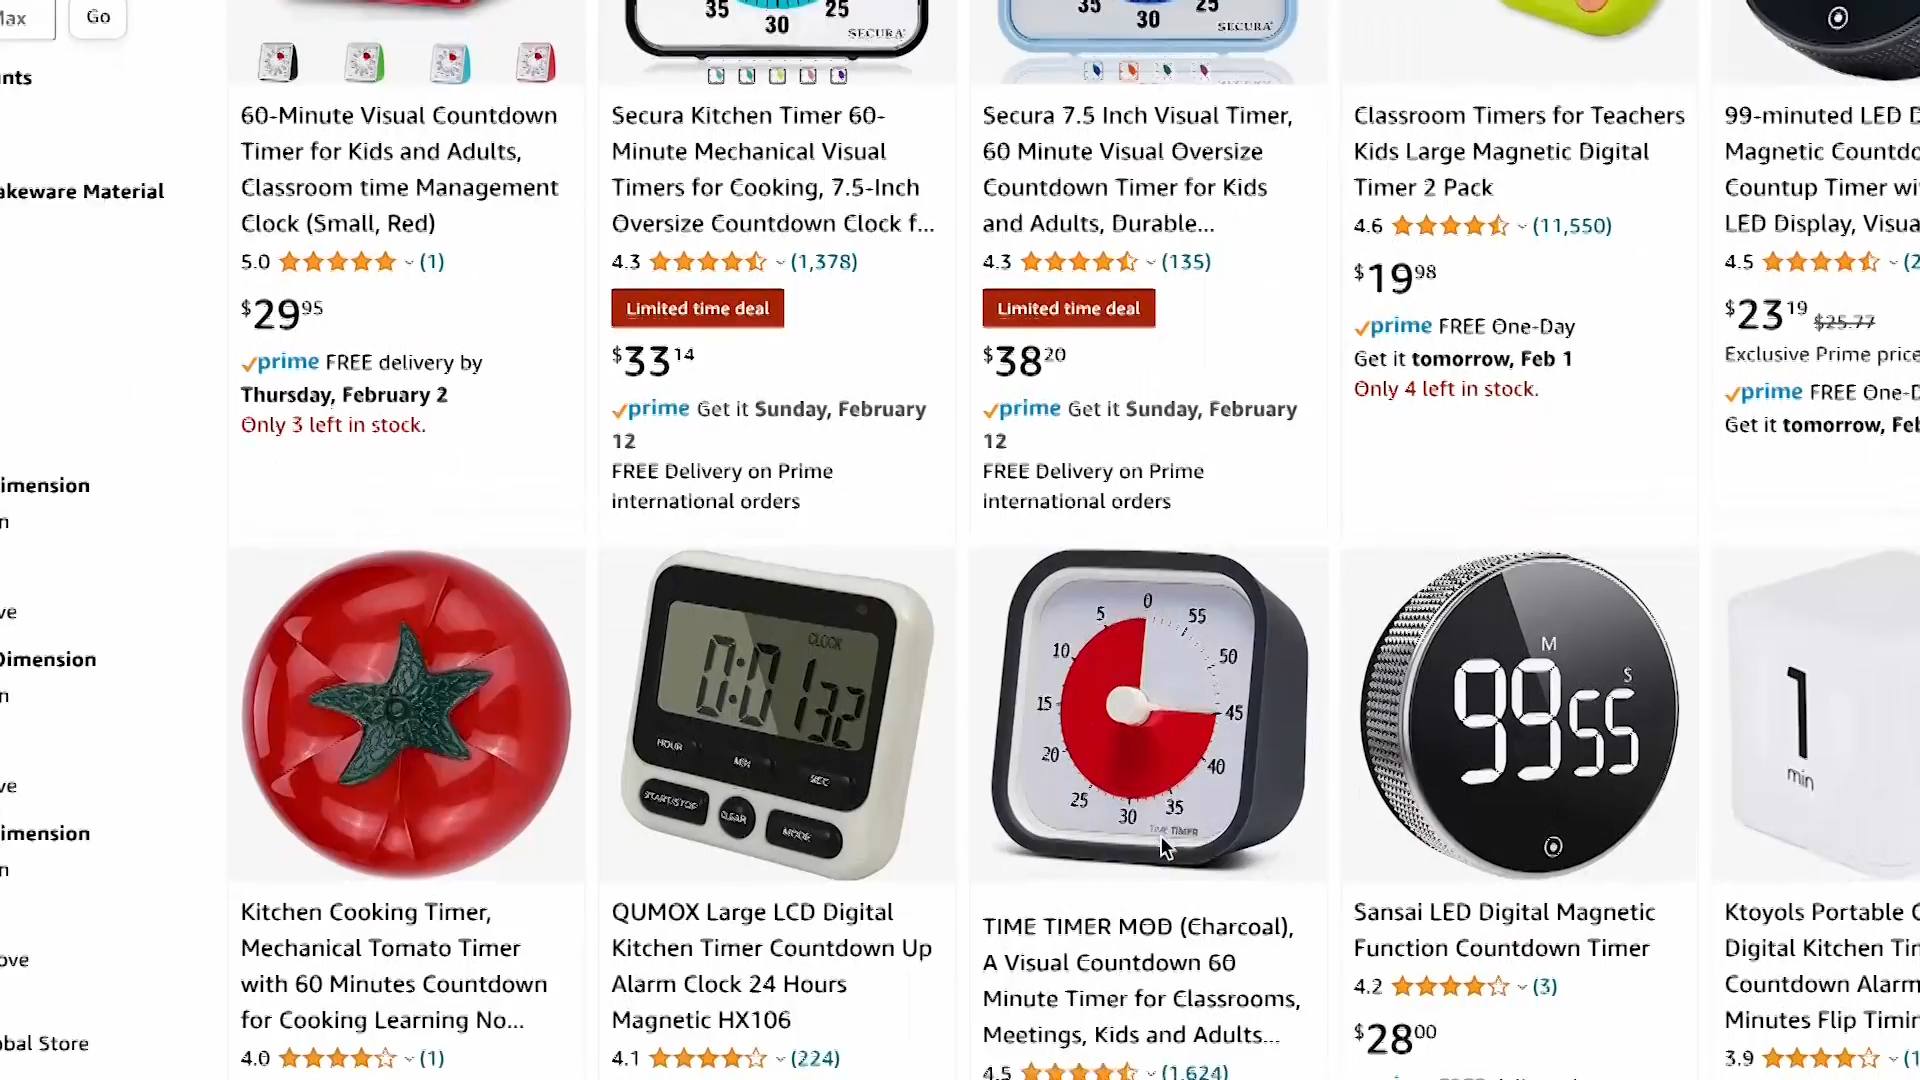 Max
Go
35
30
25
SECURA
35
30
25
SECURA
nts
akeware Material
imension
n
ve
Dimension
n
ve
imension
n
ove
obal Store
60-Minute Visual Countdown
Timer for Kids and Adults,
Classroom time Management
Clock (Small, Red)
5.0 (1)
$29 95
prime FREE delivery by
Thursday, February 2
Only 3 left in stock.
Secura Kitchen Timer 60-
Minute Mechanical Visual
Timers for Cooking, 7.5-Inch
Oversize Countdown Clock f...
4.3 (1,378)
Limited time deal
$33 14
prime Get it Sunday, February
12
FREE Delivery on Prime
international orders
Secura 7.5 Inch Visual Timer,
60 Minute Visual Oversize
Countdown Timer for Kids
and Adults, Durable...
4.3 (135)
Limited time deal
$38 20
prime Get it Sunday, February
12
FREE Delivery on Prime
international orders
Classroom Timers for Teachers
Kids Large Magnetic Digital
Timer 2 Pack
4.6 (11,550)
$19 98
prime FREE One-Day
Get it tomorrow, Feb 1
Only 4 left in stock.
99-minuted LED D
Magnetic Countdo
Countup Timer wi
LED Display, Visua
4.5 (2
$23 19 $25.77
Exclusive Prime price
prime FREE One-D
Get it tomorrow, Feb
CLOCK
0:01 32
HOUR
MIN
SEC
START/STOP
CLEAR
MODE
0
55
50
45
40
35
30
25
20
15
10
5
TIME TIMER
M
S
99 55
1
min
Kitchen Cooking Timer,
Mechanical Tomato Timer
with 60 Minutes Countdown
for Cooking Learning No...
4.0 (1)
QUMOX Large LCD Digital
Kitchen Timer Countdown Up
Alarm Clock 24 Hours
Magnetic HX106
4.1 (224)
TIME TIMER MOD (Charcoal),
A Visual Countdown 60
Minute Timer for Classrooms,
Meetings, Kids and Adults...
4.5 (1,624)
Sansai LED Digital Magnetic
Function Countdown Timer
4.2 (3)
$28 00
Ktoyols Portable C
Digital Kitchen Tim
Countdown Alarm
Minutes Flip Timin
3.9 (1